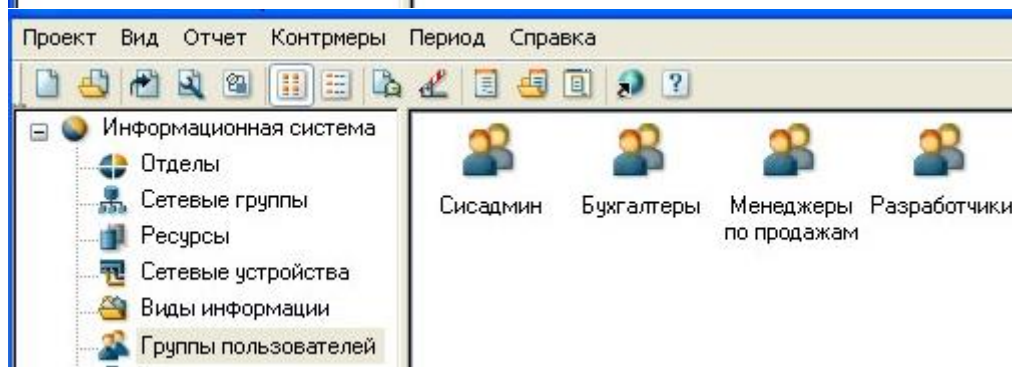 Проект Вид Отчет Контрмеры Период Справка
Информационная система
Отделы
Сетевые группы
Ресурсы
Сетевые устройства
Виды информации
Группы пользователей
Сисадмин Бухгалтеры Менеджеры Разработчики
по продажам